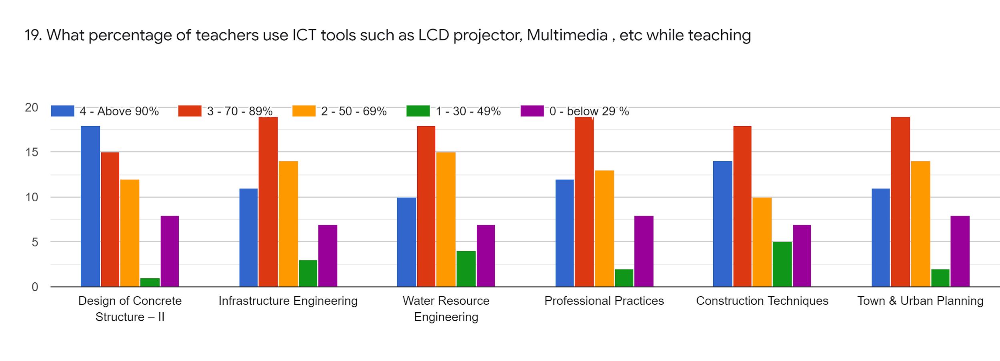 19. What percentage of teachers use ICT tools such as LCD projector, Multimedia , etc while teaching
20
4 - Above 90%
3 - 70 - 89%
2 - 50 - 69%
1 - 30 - 49%
0 - below 29 %
15
10
5
0
Design of Concrete
Structure – II
Infrastructure Engineering
Water Resource
Engineering
Professional Practices
Construction Techniques
Town & Urban Planning